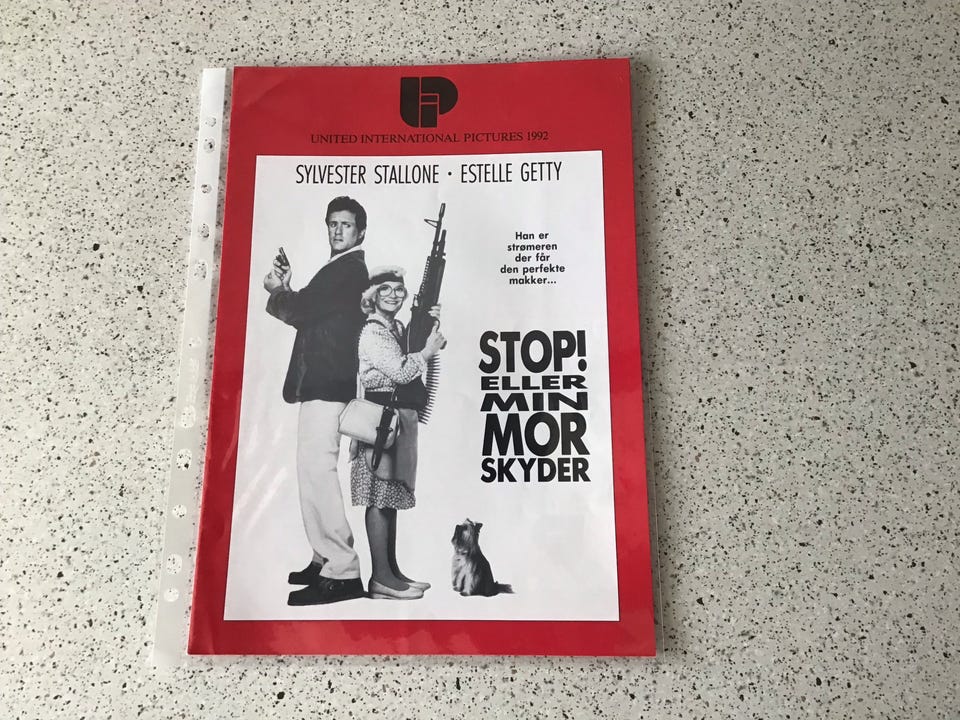 UNITED INTERNATIONAL PICTURES 1992
SYLVESTER STALLONE · ESTELLE GETTY
Han er
strømeren
der får
den perfekte
makker...
STOP!
ELLER
MIN
MOR
SKYDER